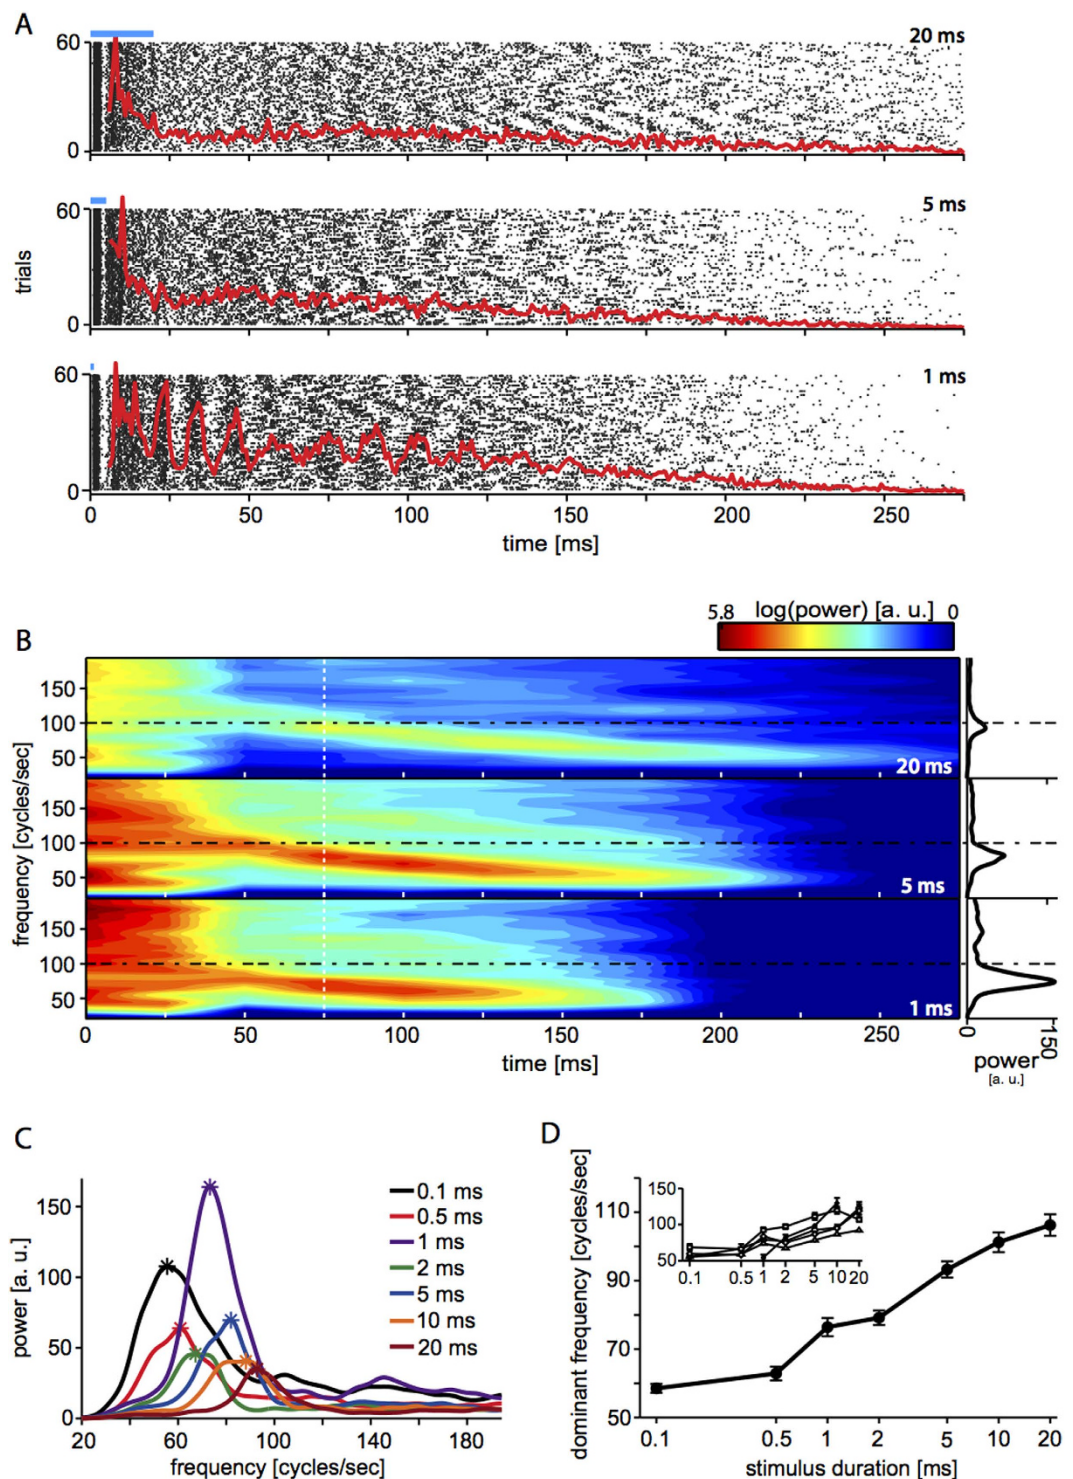 A
60
20 ms
0
60
5 ms
trials
0
60
1 ms
0
0 50 100 150 200 250
time [ms]
5.8 log(power) [a. u.] 0
B
150
100
50
20 ms
frequency [cycles/sec]
150
100
50
5 ms
150
100
50
1 ms
0 50 100 150 200 250
time [ms]
0 150
power
[a. u.]
C
150
100
50
0
power [a. u.]
0.1 ms
0.5 ms
1 ms
2 ms
5 ms
10 ms
20 ms
20 60 100 140 180
frequency [cycles/sec]
D
dominant frequency [cycles/sec]
150
100
50
0.1 0.5 1 2 5 10 20
110
90
70
50
0.1 0.5 1 2 5 10 20
stimulus duration [ms]